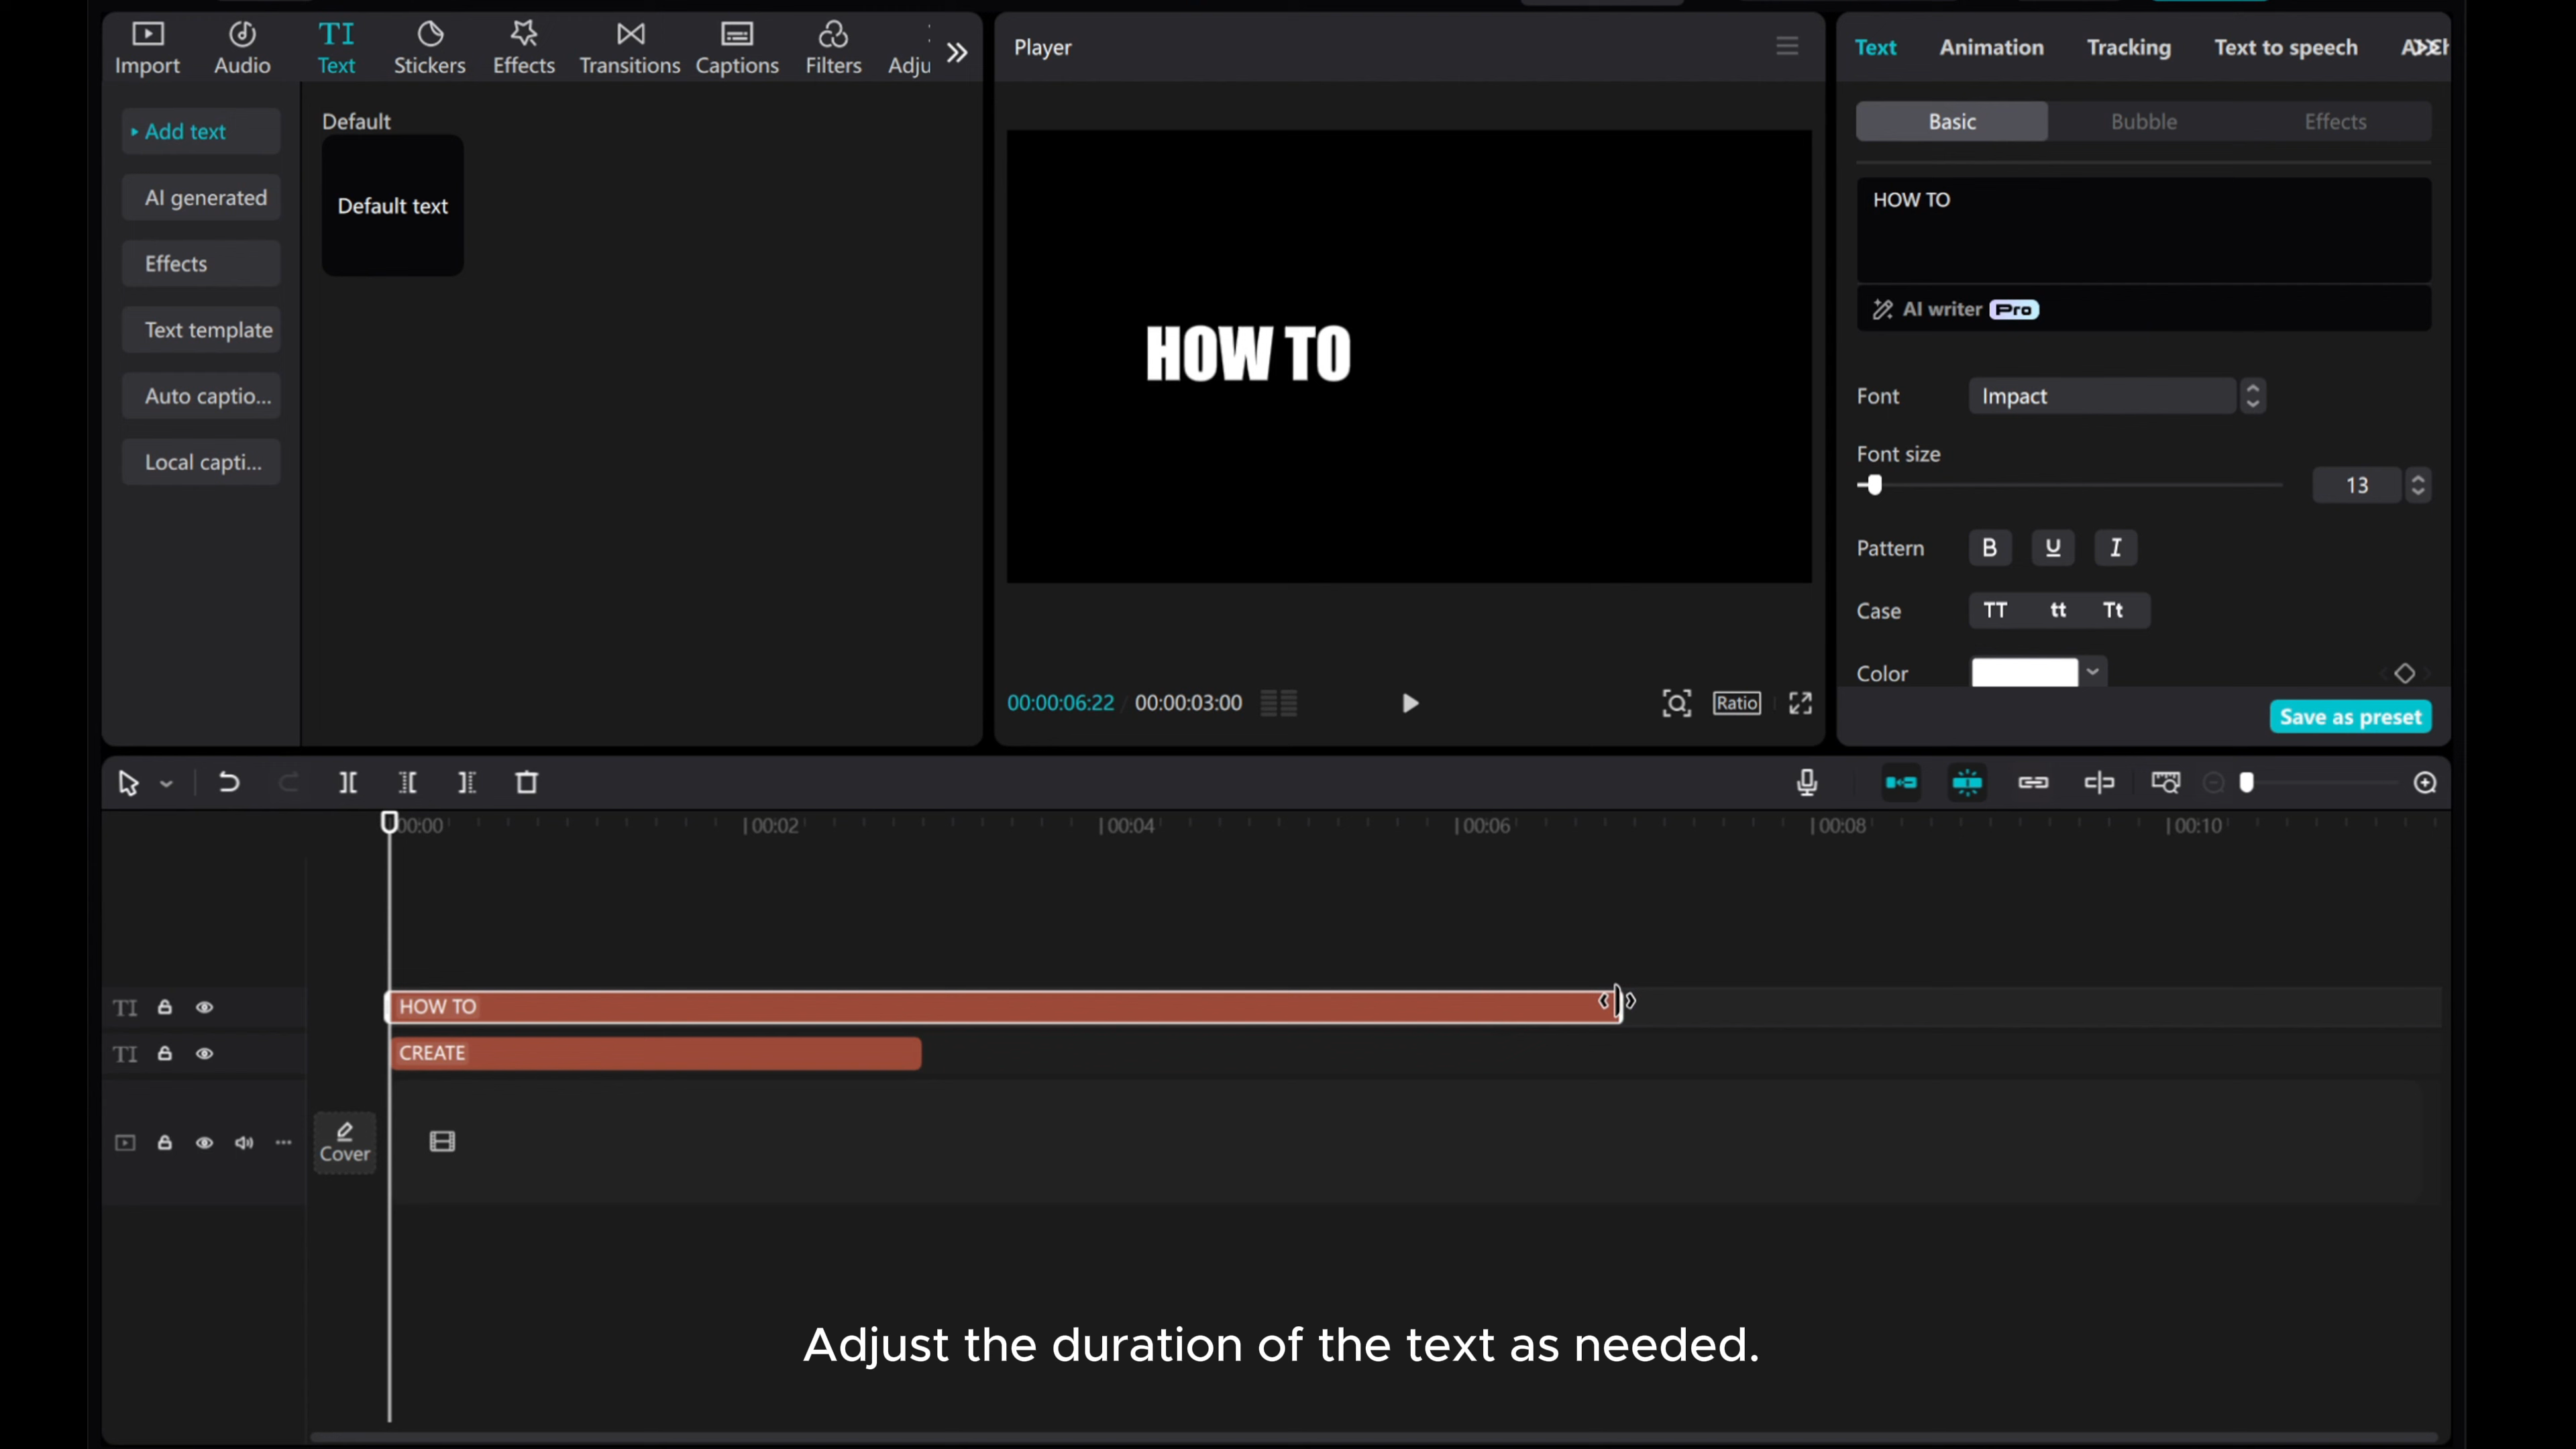 Import Audio TI Text Stickers Effects Transitions Captions Filters Adju
Add text
AI generated
Effects
Text template
Auto captio...
Local capti...
Default
Default text
Player
HOW TO
00:00:06:22 / 00:00:03:00
Ratio
Text Animation Tracking Text to speech
Basic Bubble Effects
HOW TO
AI writer Pro
Font Impact
Font size
13
Pattern B U I
Case TT tt Tt
Color
Save as preset
00:00 00:02 00:04 00:06 00:08 00:10
TI HOW TO
TI CREATE
Cover
Adjust the duration of the text as needed.